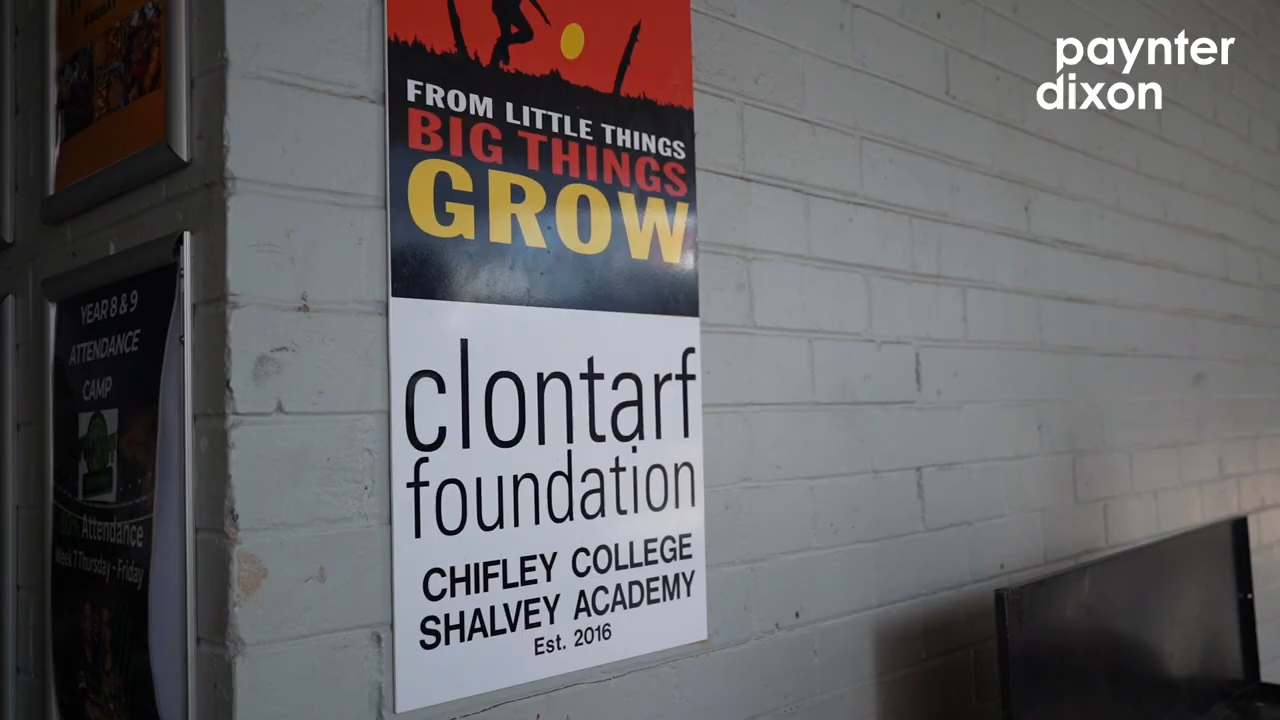 paynter
dixon
FROM LITTLE THINGS
BIG THINGS
GROW
clontarf
foundation
CHIFLEY COLLEGE
SHALVEY ACADEMY
Est. 2016
YEAR 8 & 9
ATTENDANCE
CAMP
Attendance
Week 7 Thursday - Friday